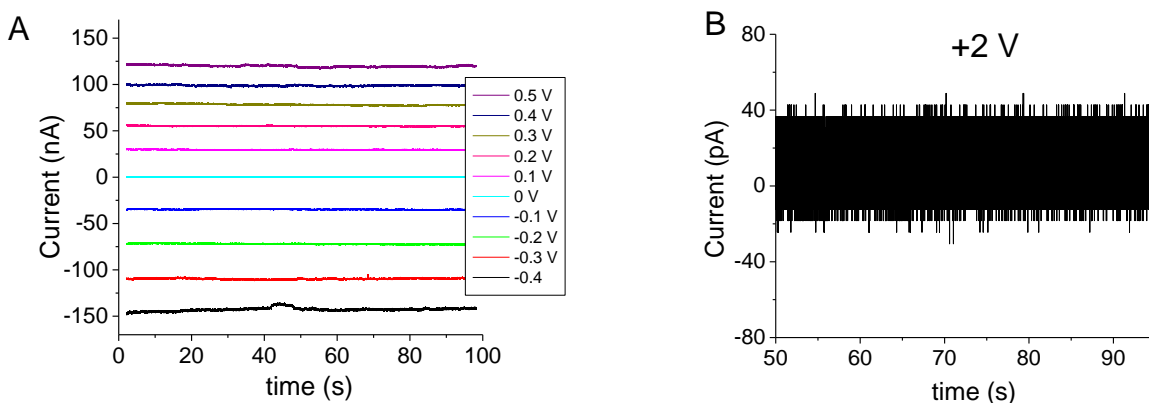 A
Current (nA)
150
100
50
0
-50
-100
-150
0 20 40 60 80 100
time (s)
0.5 V
0.4 V
0.3 V
0.2 V
0.1 V
0 V
-0.1 V
-0.2 V
-0.3 V
-0.4
B
+2 V
Current (pA)
80
40
0
-40
-80
50 60 70 80 90
time (s)